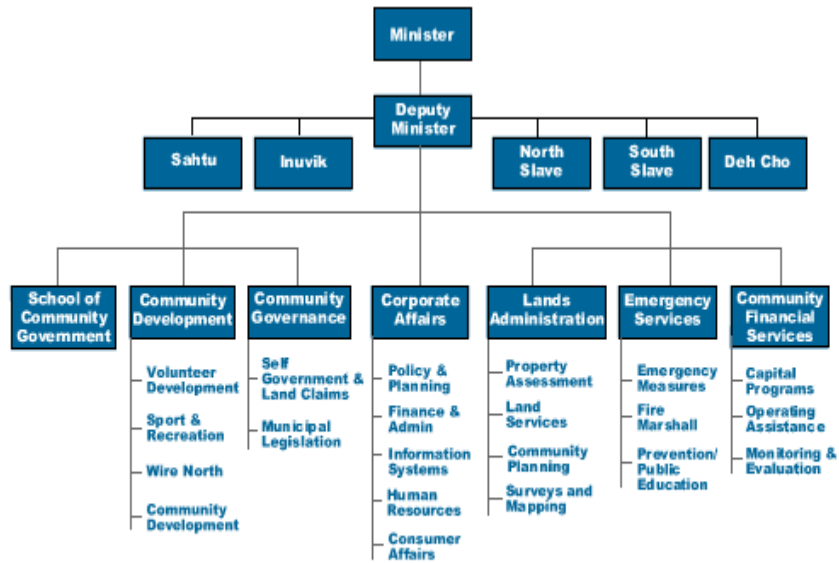 Minister
Deputy
Minister
Sahtu
Inuvik
North
Slave
South
Slave
Deh Cho
School of
Community
Government
Community
Development
Volunteer
Development
Sport &
Recreation
Wire North
Community
Development
Community
Governance
Self
Government &
Land Claims
Municipal
Legislation
Corporate
Affairs
Policy &
Planning
Finance &
Admin
Information
Systems
Human
Resources
Consumer
Affairs
Lands
Administration
Property
Assessment
Land
Services
Community
Planning
Surveys and
Mapping
Emergency
Services
Emergency
Measures
Fire
Marshall
Prevention/
Public
Education
Community
Financial
Services
Capital
Programs
Operating
Assistance
Monitoring &
Evaluation